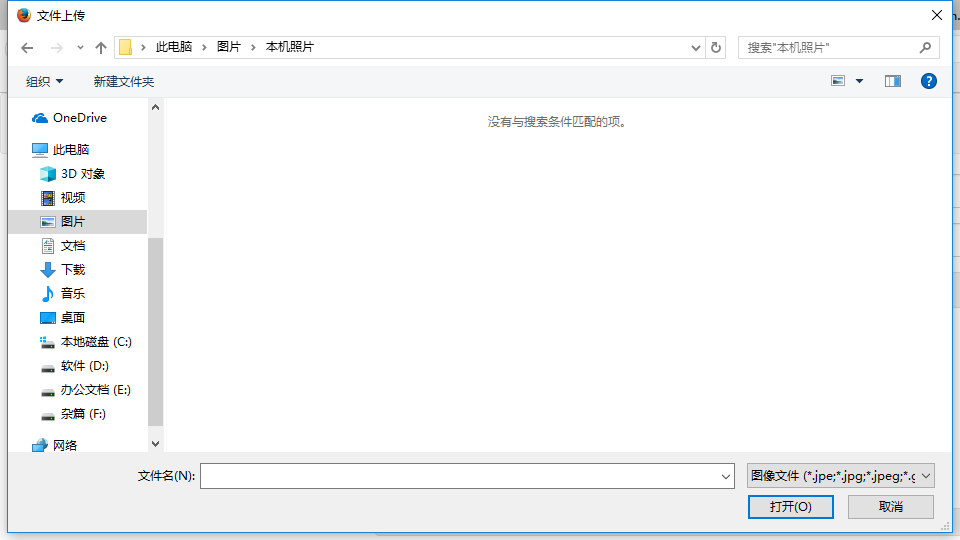 文件上传
此电脑 › 图片 › 本机照片
搜索"本机照片"
组织 新建文件夹
没有与搜索条件匹配的项。
OneDrive
此电脑
3D 对象
视频
图片
文档
下载
音乐
桌面
本地磁盘 (C:)
软件 (D:)
办公文档 (E:)
杂篇 (F:)
网络
文件名(N):
图像文件 (*.jpe;*.jpg;*.jpeg;*.g
打开(O) 取消